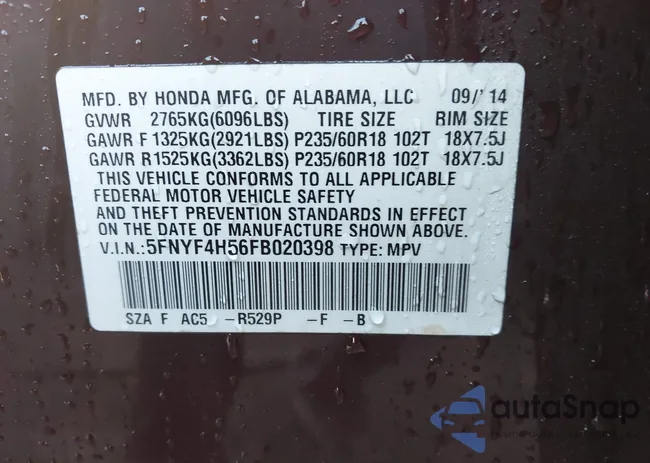 MFD. BY HONDA MFG. OF ALABAMA, LLC 09/'14
GVWR 2765KG(6096LBS) TIRE SIZE RIM SIZE
GAWR F 1325KG(2921LBS) P235/60R18 102T 18X7.5J
GAWR R1525KG(3362LBS) P235/60R18 102T 18X7.5J
THIS VEHICLE CONFORMS TO ALL APPLICABLE
FEDERAL MOTOR VEHICLE SAFETY
AND THEFT PREVENTION STANDARDS IN EFFECT
ON THE DATE OF MANUFACTURE SHOWN ABOVE.
V.I.N.:5FNYF4H56FB020398 TYPE: MPV
SZA F AC5 -R529P -F -B
autoSnap